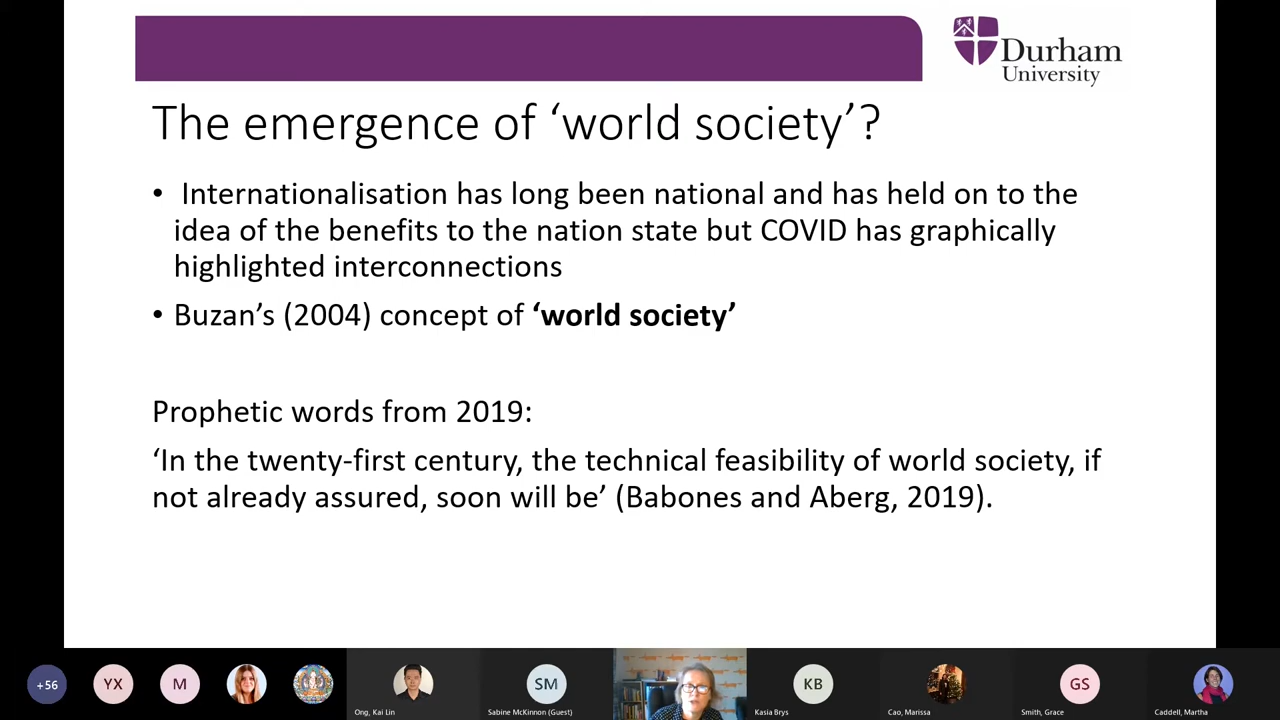 Durham
University
The emergence of ‘world society’?
• Internationalisation has long been national and has held on to the
idea of the benefits to the nation state but COVID has graphically
highlighted interconnections
• Buzan’s (2004) concept of ‘world society’
Prophetic words from 2019:
‘In the twenty-first century, the technical feasibility of world society, if
not already assured, soon will be’ (Babones and Aberg, 2019).
+56
YX
M
SM
KB
GS
Ong, Kai Lin
Sabine McKinnon (Guest)
Kasia Brys
Cao, Marissa
Smith, Grace
Caddell, Martha